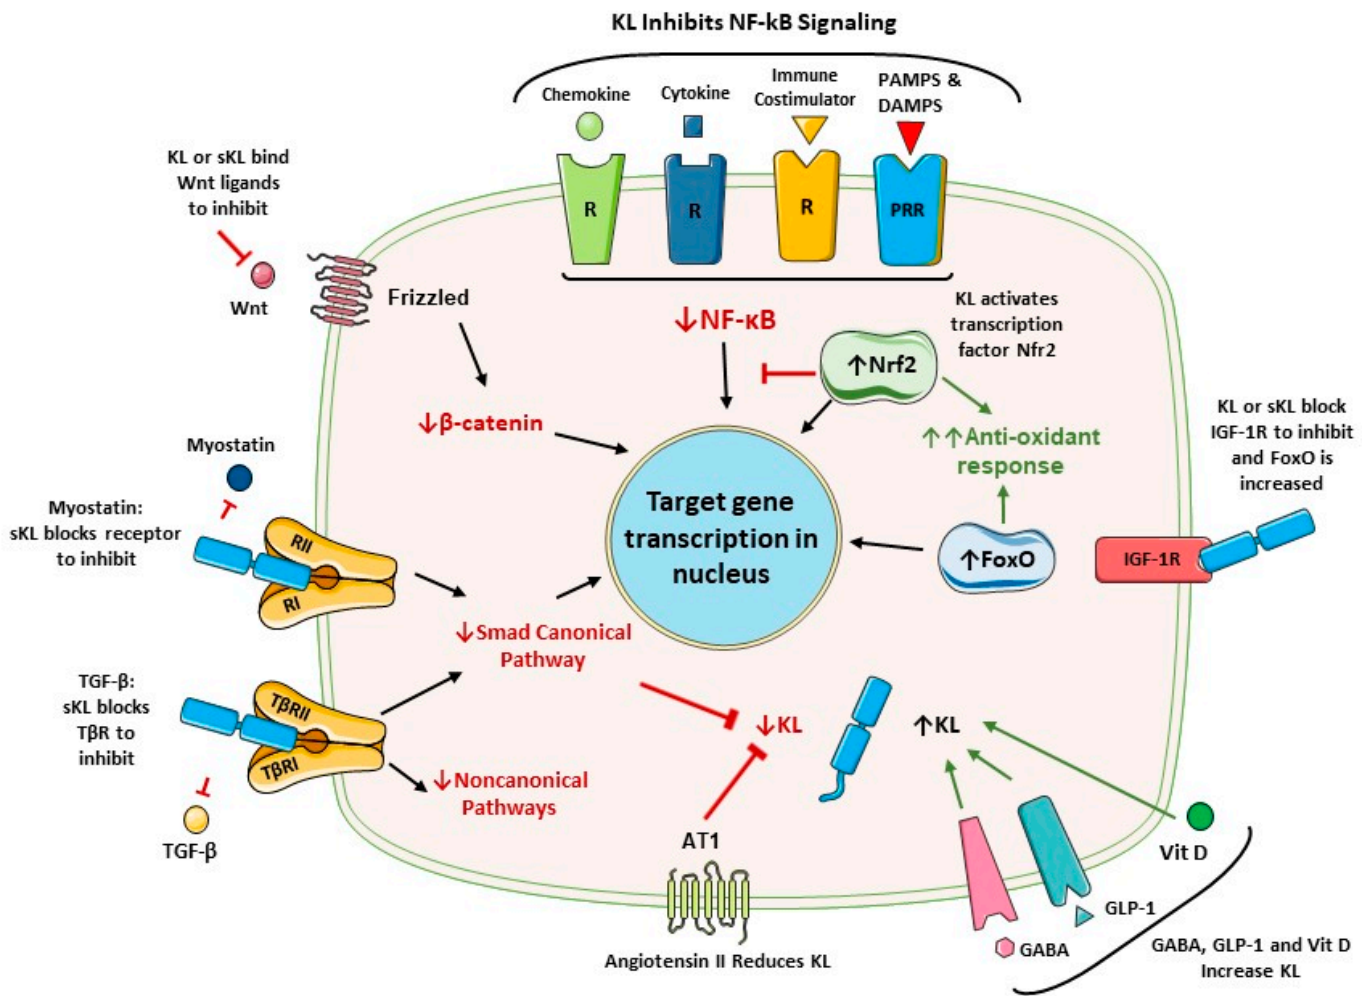 KL Inhibits NF-kB Signaling
Chemokine
Cytokine
Immune
Costimulator
PAMPS &
DAMPS
R
R
R
PRR
KL or sKL bind
Wnt ligands
to inhibit
Wnt
Frizzled
↓NF-κB
KL activates
transcription
factor Nfr2
↑Nrf2
↓β-catenin
↑↑Anti-oxidant
response
KL or sKL block
IGF-1R to inhibit
and FoxO is
increased
Myostatin
Myostatin:
sKL blocks receptor
to inhibit
RII
RI
Target gene
transcription in
nucleus
↑FoxO
IGF-1R
↓Smad Canonical
Pathway
TGF-β:
sKL blocks
TβR to
inhibit
TβRII
TβRI
↓KL
↑KL
↓Noncanonical
Pathways
TGF-β
AT1
Vit D
GLP-1
GABA
Angiotensin II Reduces KL
GABA, GLP-1 and Vit D
Increase KL